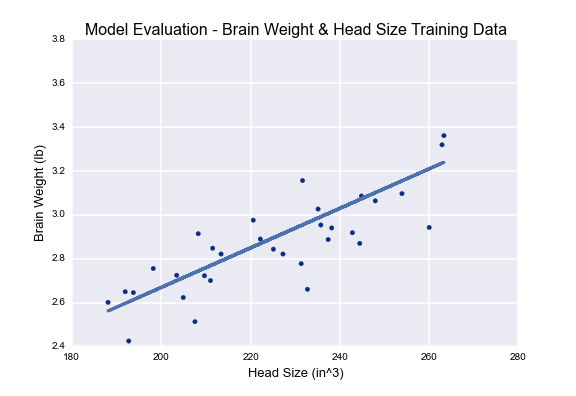 Model Evaluation - Brain Weight & Head Size Training Data
3.8
3.6
3.4
3.2
3.0
2.8
2.6
2.4
Brain Weight (lb)
180 200 220 240 260 280
Head Size (in^3)